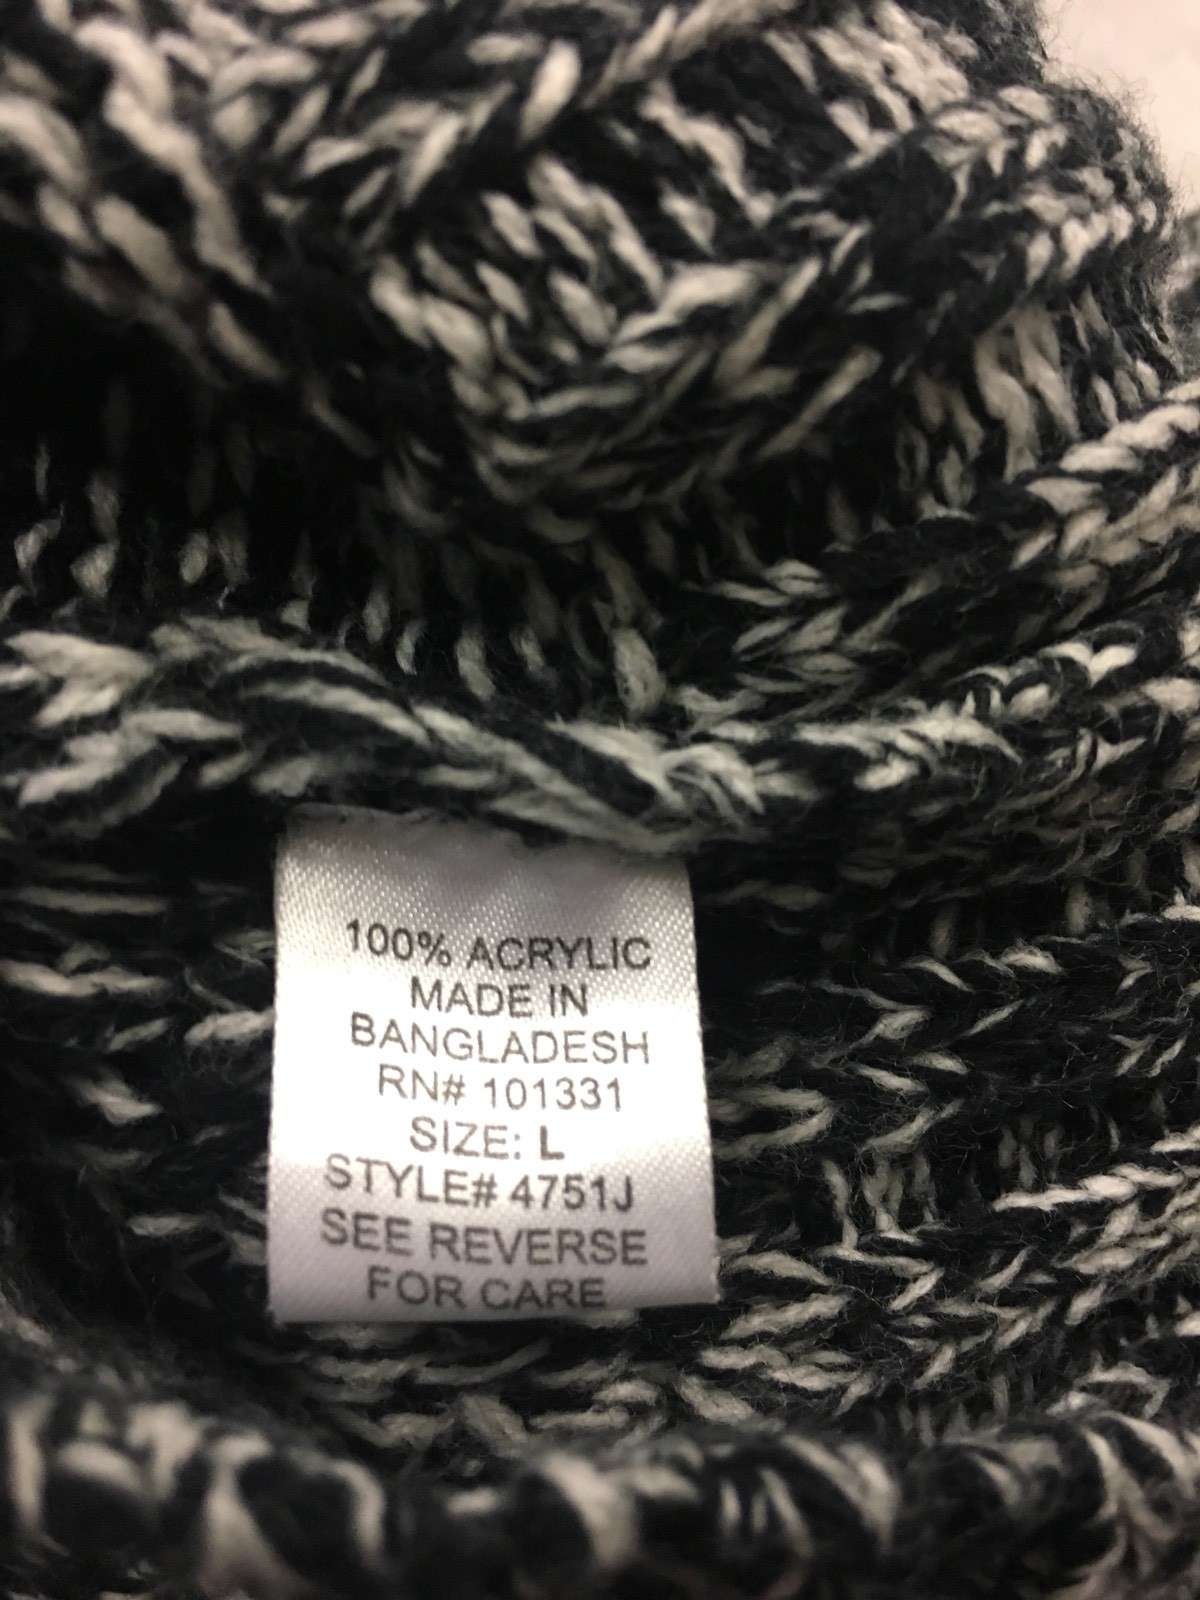 100% ACRYLIC
MADE IN
BANGLADESH
RN# 101331
SIZE: L
STYLE# 4751J
SEE REVERSE
FOR CARE